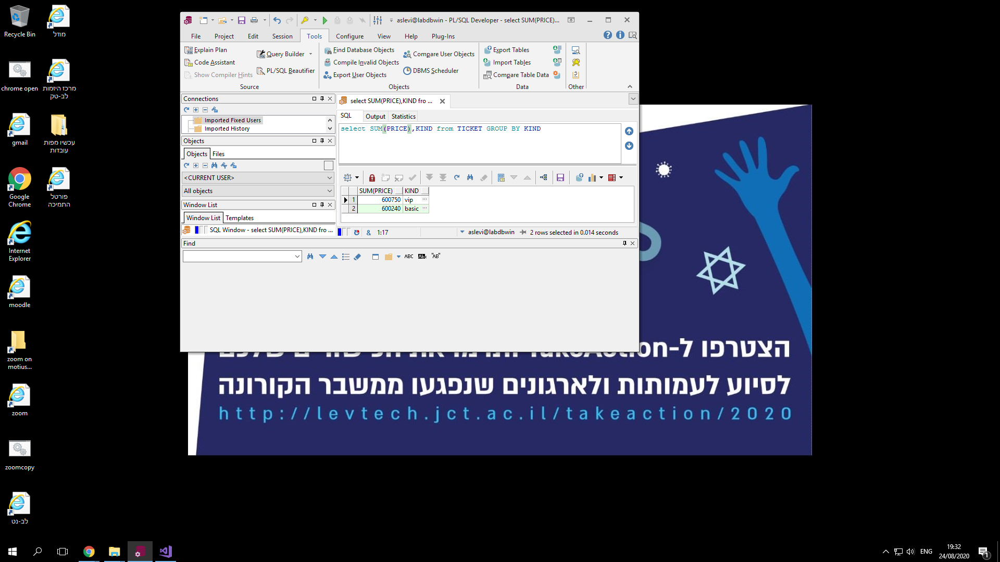 Recycle Bin
מודל
chrome open
מרכז היזמות
לב-טק
gmail
עכשיו מפות
עובדות
Google
Chrome
פורטל
התמיכה
Internet
Explorer
moodle
zoom on
motius...
zoom
zoomcopy
לב-נט
aslevi@labdbwin - PL/SQL Developer - select SUM(PRICE)...
File Project Edit Session Tools Configure View Help Plug-Ins
Explain Plan
Code Assistant
Show Compiler Hints
Query Builder
PL/SQL Beautifier
Source
Find Database Objects
Compile Invalid Objects
Export User Objects
Compare User Objects
DBMS Scheduler
Objects
Export Tables
Import Tables
Compare Table Data
Data
Other
Connections
Imported Fixed Users
Imported History
Objects
Objects Files
<CURRENT USER>
All objects
Window List
Window List Templates
SQL Window - select SUM(PRICE),KIND fro ...
select SUM(PRICE),KIND fro ...
SQL Output Statistics
select SUM(PRICE),KIND from TICKET GROUP BY KIND
SUM(PRICE) KIND
1 600750 vip ...
2 600240 basic ...
& 1:17 aslevi@labdbwin 2 rows selected in 0.014 seconds
Find
ABC "AB"
הצטרפו ל-TakeAction
לסיוע לעמותות ולארגונים שנפגעו ממשבר הקורונה
http://levtech.jct.ac.il/takeaction/2020
ENG
19:32
24/08/2020
1